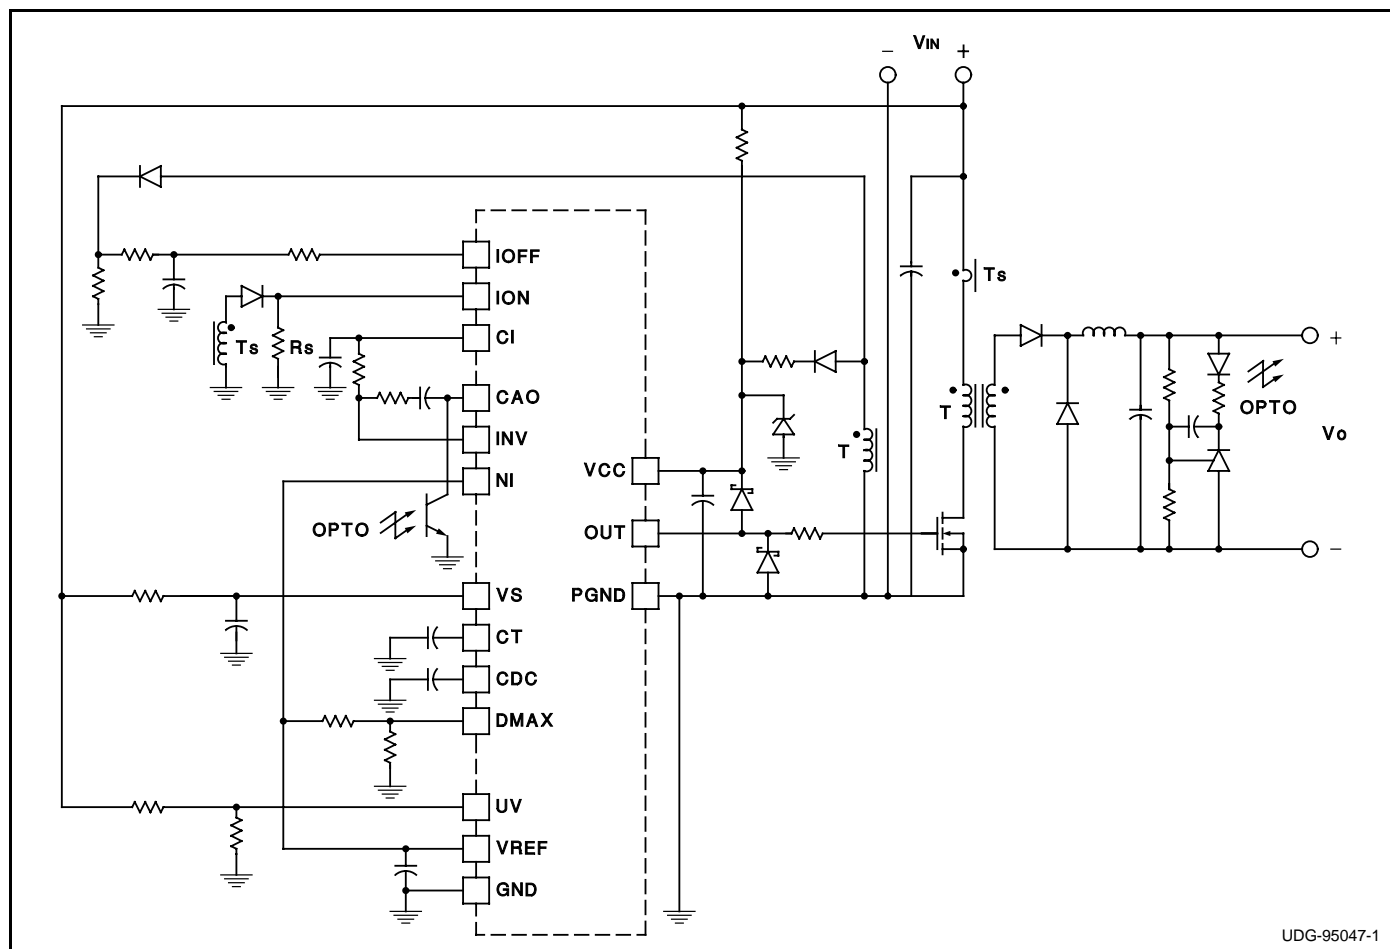 − VIN +
IOFF
ION
Ts
Ts
Rs
CI
+
CAO
T
OPTO
INV
T
Vo
VCC
NI
OPTO
OUT
−
VS
PGND
CT
CDC
DMAX
UV
VREF
GND
UDG-95047-1